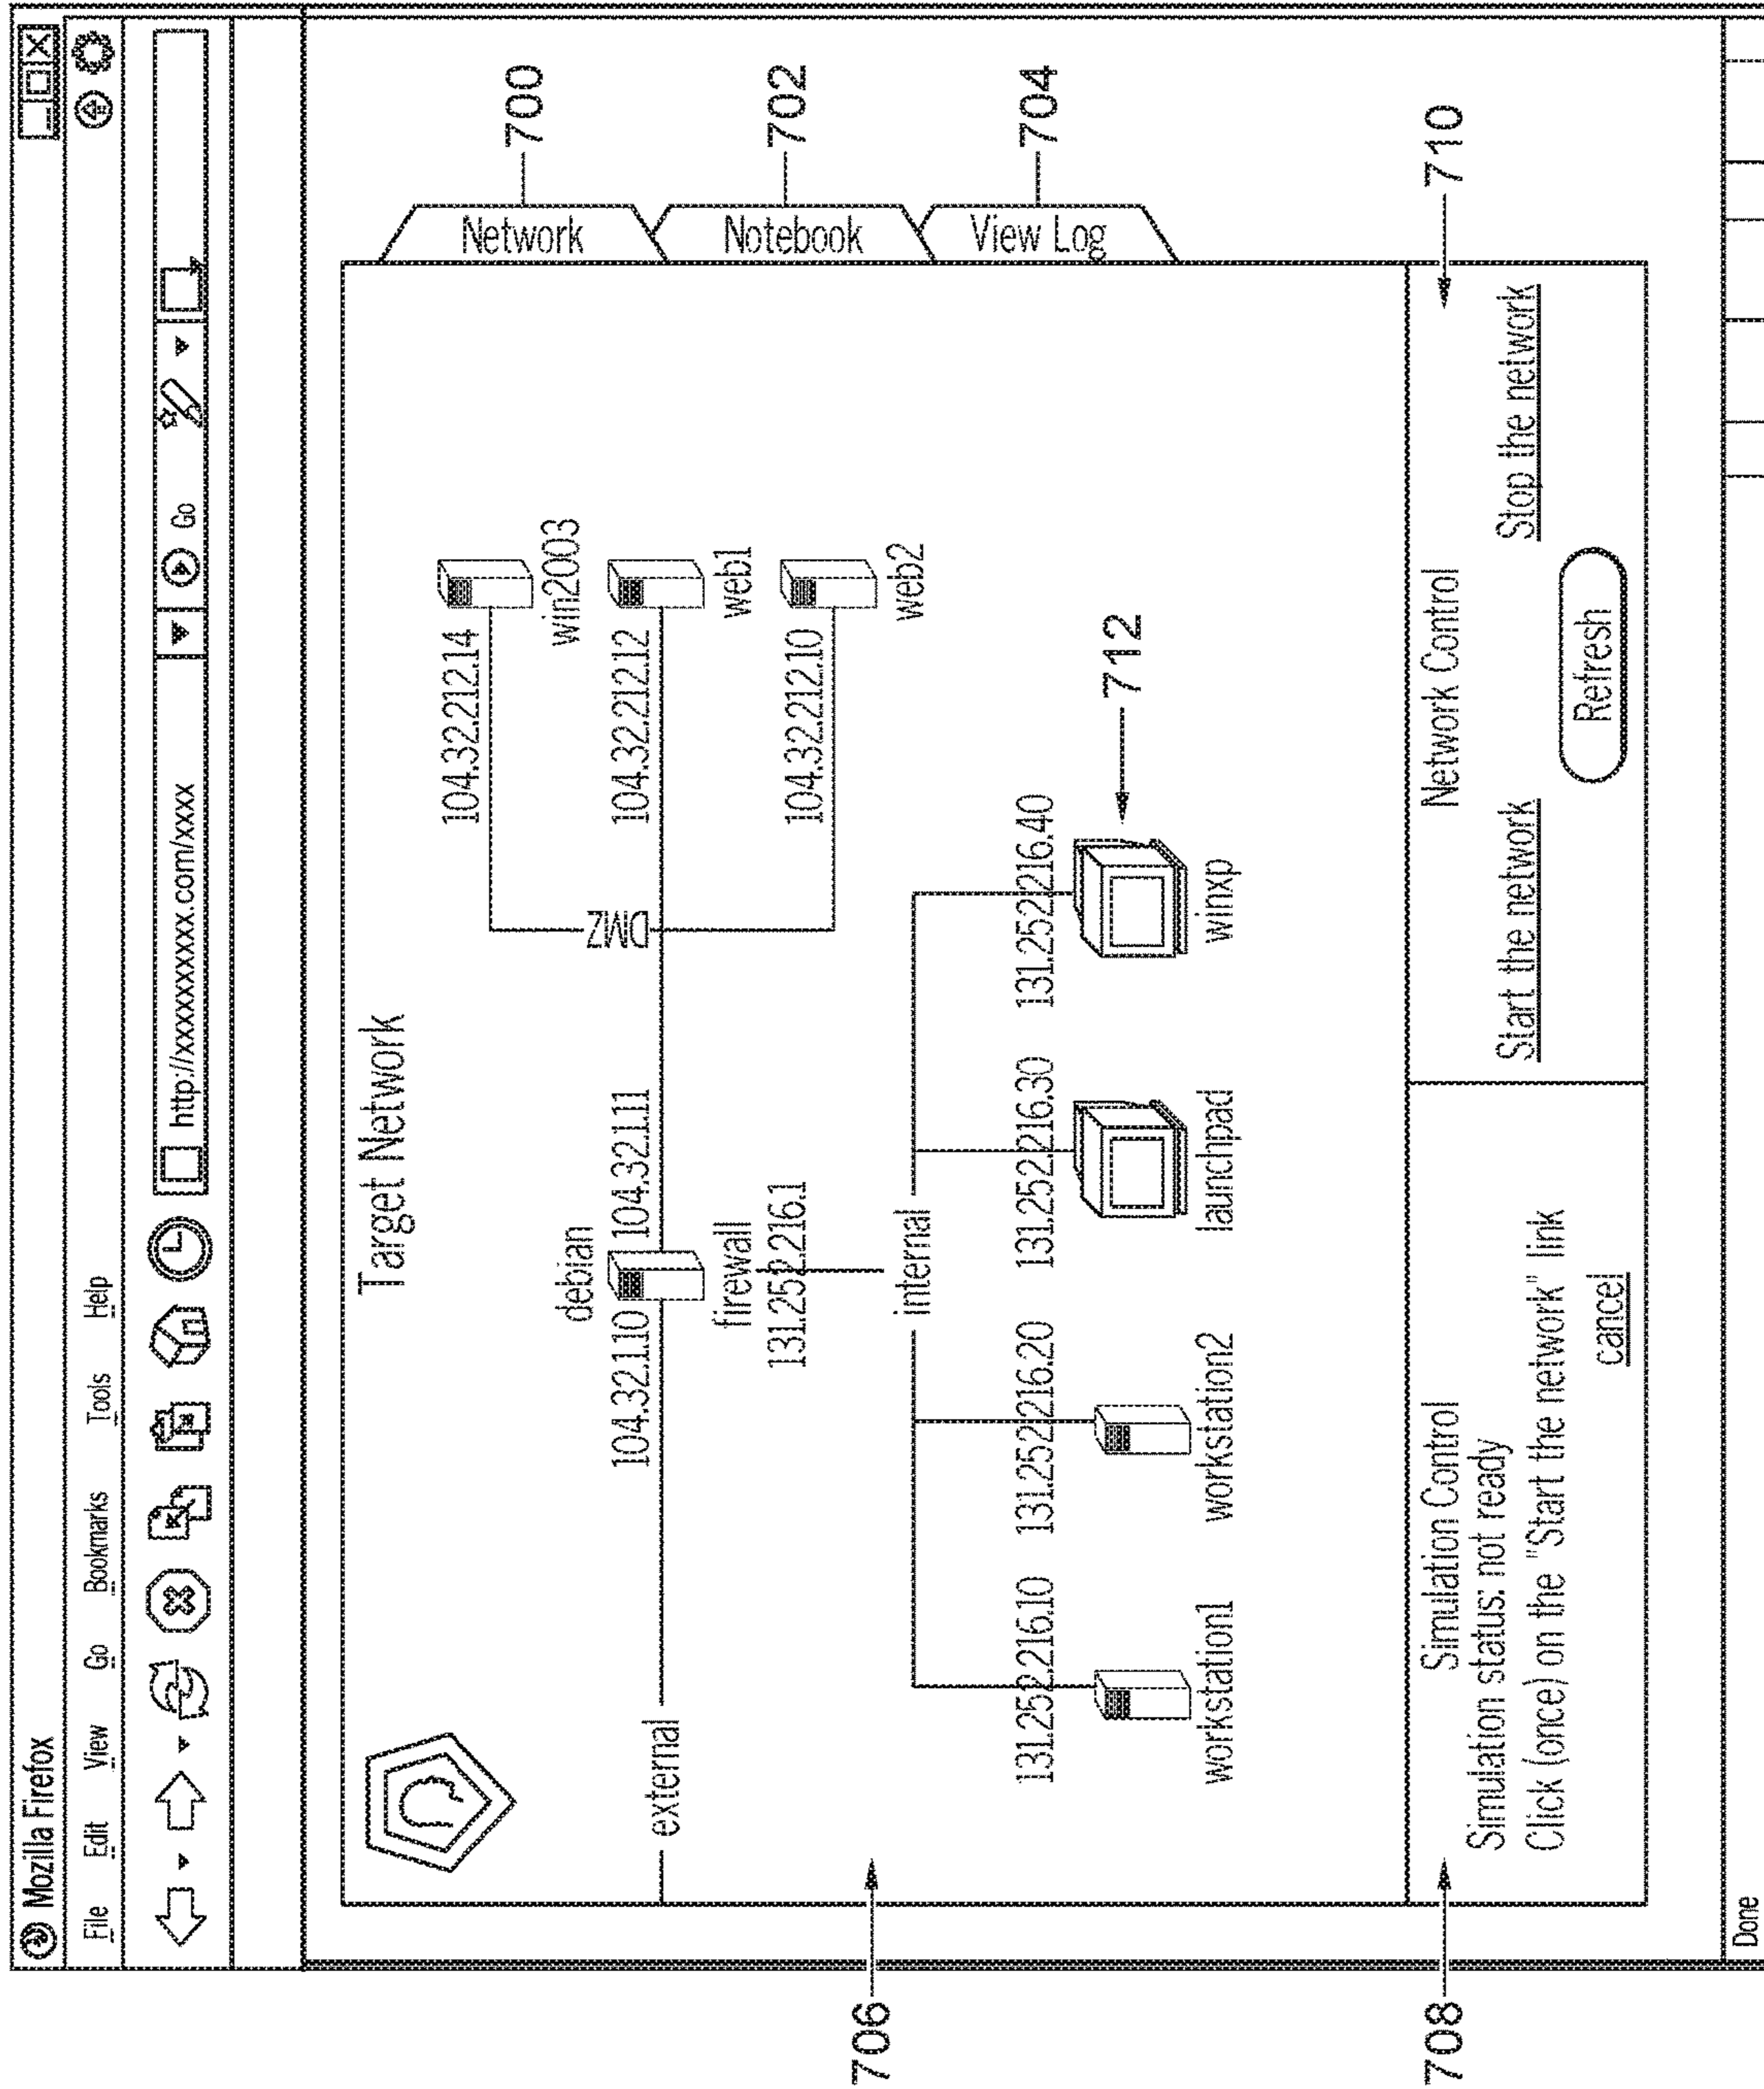 Mozilla Firefox
File Edit View Go Bookmarks Tools Help
http://xxxxxxxxxx.com/xxxx Go
Network 700
Notebook 702
View Log 704
Target Network
104.32.212.14
win2003
debian
DMZ
external 104.32.1.10 104.32.1.11 104.32.212.12
web1
firewall
131.252.216.1
104.32.212.10
web2
706
internal
131.252.216.10 131.252.216.20 131.252.216.30 131.252.216.40
712
workstation1 workstation2 launchpad winxp
708
710
Simulation Control
Simulation status: not ready
Click (once) on the "Start the network" link
cancel
Network Control
Start the network Stop the network
Refresh
Done